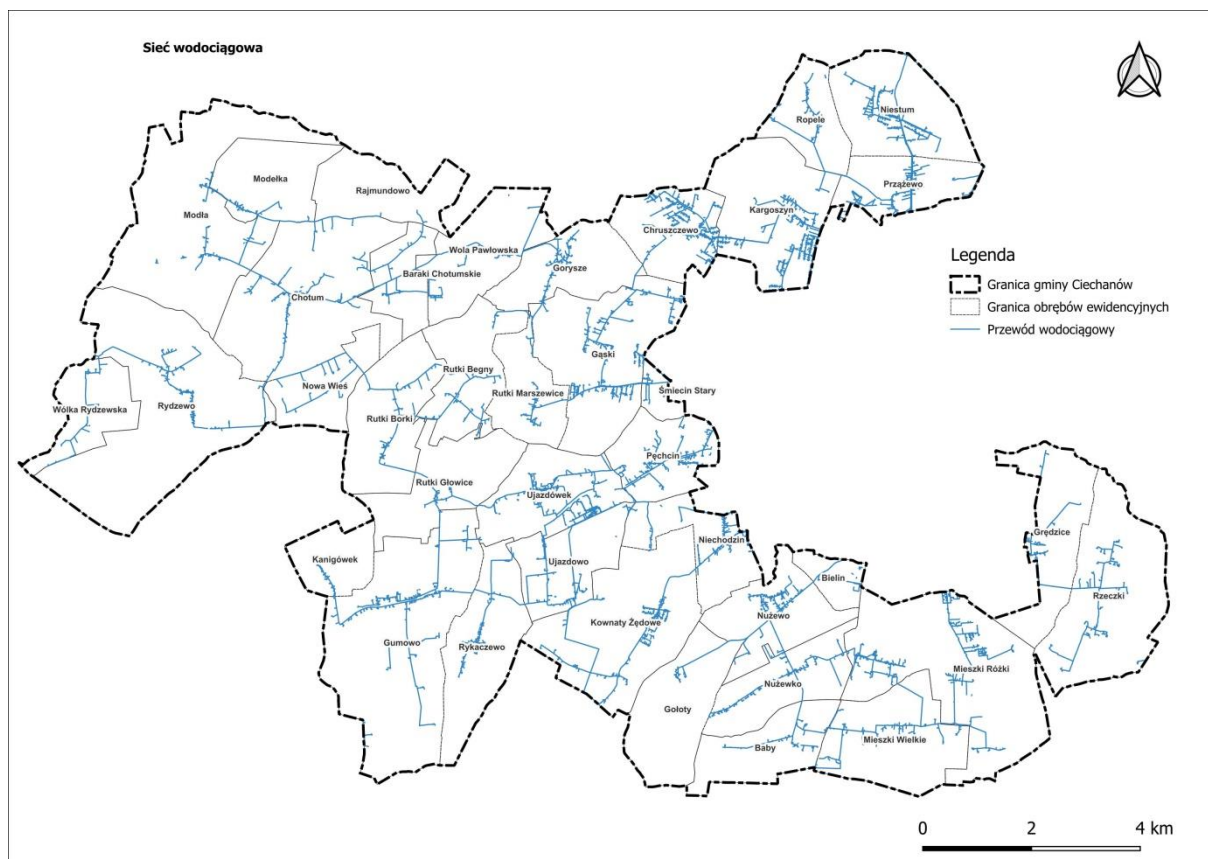 Sieć wodociągowa
Niestum
Ropele
Modełka
Rajmundowo
Przążewo
Kargoszyn
Modła
Chruszczewo
Wola Pawłowska
Gorysze
Baraki Chotumskie
Chotum
Legenda
Granica gminy Ciechanów
Granica obrębów ewidencyjnych
Przewód wodociągowy
Gąski
Rutki Begny
Nowa Wieś
Rutki Marszewice
Śmiecin Stary
Wólka Rydzewska
Rydzewo
Rutki Borki
Pęchcin
Rutki Głowice
Ujazdówek
Grędzice
Niechodzin
Kanigówek
Ujazdowo
Bielin
Rzeczki
Nużewo
Kownaty Żędowe
Gumowo
Rykaczewo
Mieszki Różki
Nużewko
Gołoty
Mieszki Wielkie
Baby
0 2 4 km